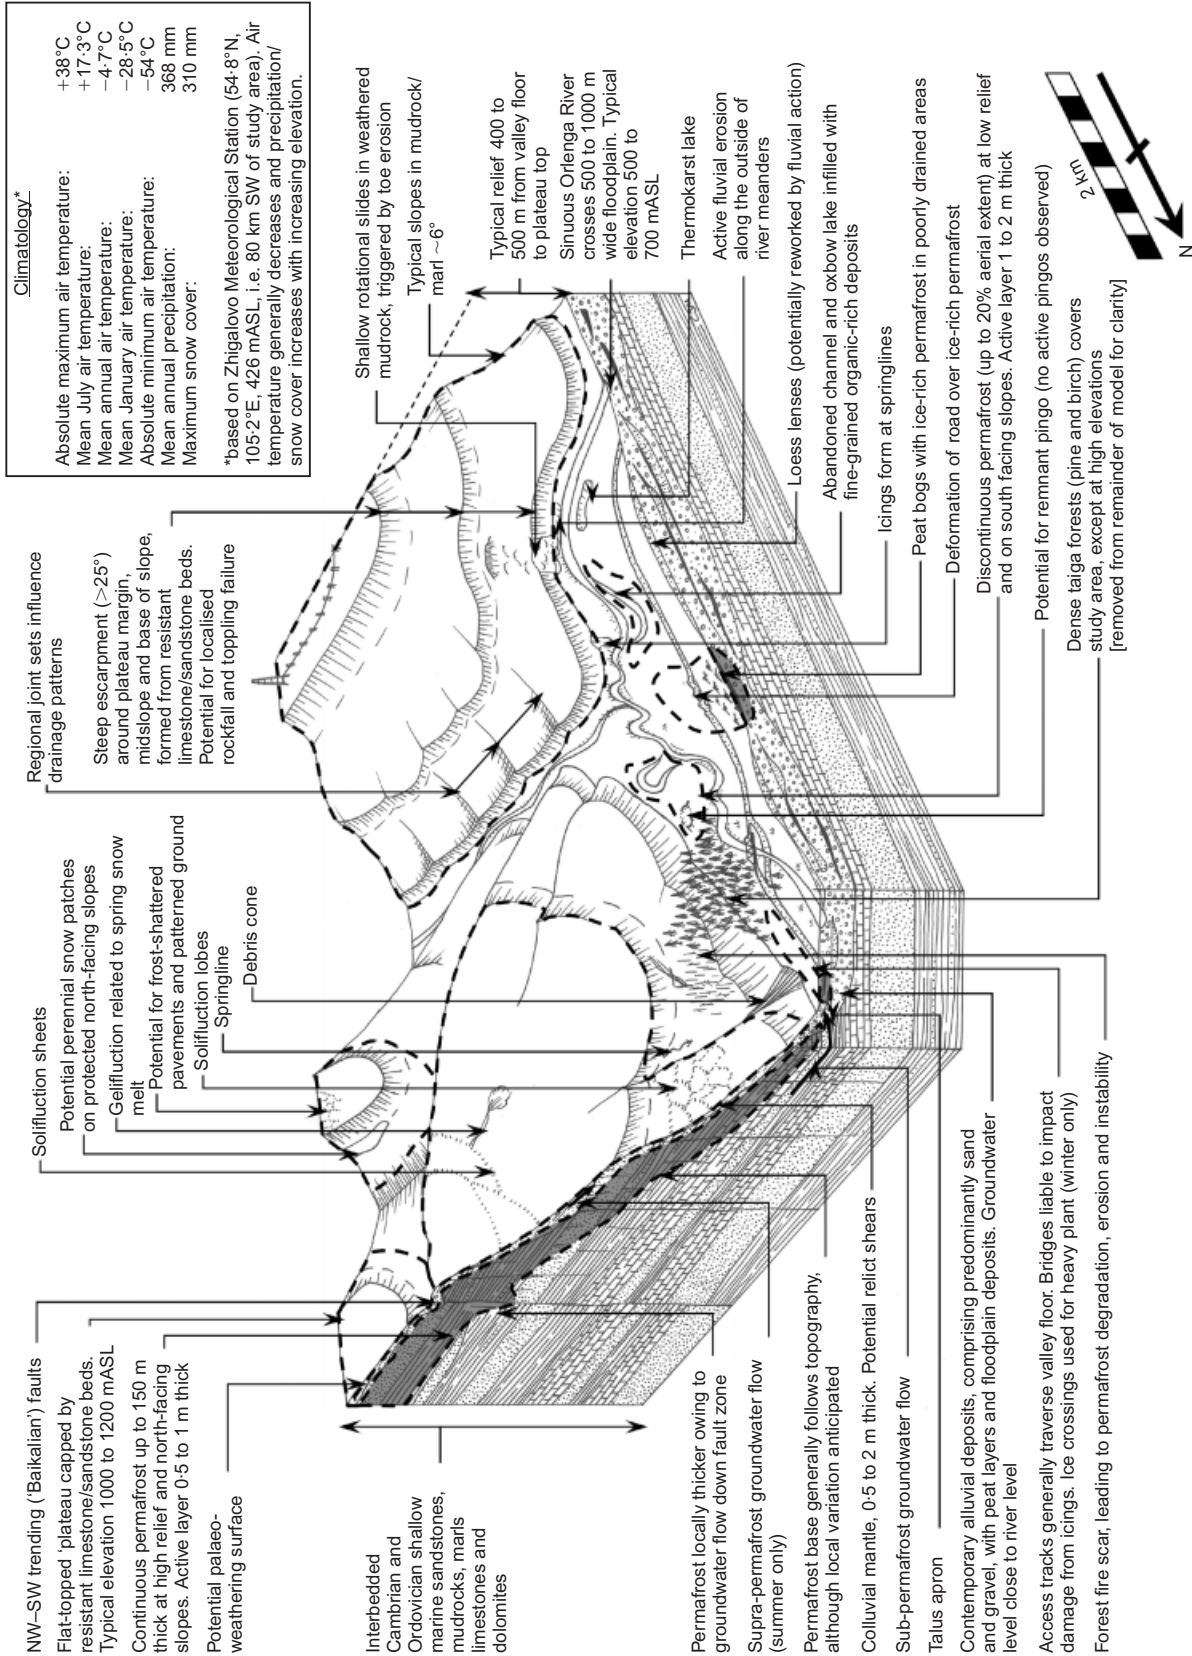 NW–SW trending ('Baikalian') faults
Flat-topped 'plateau capped by
resistant limestone/sandstone beds.
Typical elevation 1000 to 1200 mASL
Continuous permafrost up to 150 m
thick at high relief and north-facing
slopes. Active layer 0·5 to 1 m thick
Potential palaeo-
weathering surface
Interbedded
Cambrian and
Ordovician shallow
marine sandstones,
mudrocks, marls
limestones and
dolomites
Permafrost locally thicker owing to
groundwater flow down fault zone
Supra-permafrost groundwater flow
(summer only)
Permafrost base generally follows topography,
although local variation anticipated
Colluvial mantle, 0·5 to 2 m thick. Potential relict shears
Sub-permafrost groundwater flow
Talus apron
Contemporary alluvial deposits, comprising predominantly sand
and gravel, with peat layers and floodplain deposits. Groundwater
level close to river level
Access tracks generally traverse valley floor. Bridges liable to impact
damage from icings. Ice crossings used for heavy plant (winter only)
Forest fire scar, leading to permafrost degradation, erosion and instability
Solifluction sheets
Potential perennial snow patches
on protected north-facing slopes
Gelifluction related to spring snow
melt
Potential for frost-shattered
pavements and patterned ground
Solifluction lobes
Springline
Debris cone
Regional joint sets influence
drainage patterns
Steep escarpment (>25°)
around plateau margin,
midslope and base of slope,
formed from resistant
limestone/sandstone beds.
Potential for localised
rockfall and toppling failure
Climatology*
Absolute maximum air temperature: +38°C
Mean July air temperature: +17·3°C
Mean annual air temperature: −4·7°C
Mean January air temperature: −28·5°C
Absolute minimum air temperature: −54°C
Mean annual precipitation: 368 mm
Maximum snow cover: 310 mm
*based on Zhigalovo Meteorological Station (54·8°N,
105·2°E, 426 mASL, i.e. 80 km SW of study area). Air
temperature generally decreases and precipitation/
snow cover increases with increasing elevation.
Shallow rotational slides in weathered
mudrock, triggered by toe erosion
Typical slopes in mudrock/
marl ~6°
Typical relief 400 to
500 m from valley floor
to plateau top
Sinuous Orlenga River
crosses 500 to 1000 m
wide floodplain. Typical
elevation 500 to
700 mASL
Thermokarst lake
Active fluvial erosion
along the outside of
river meanders
Loess lenses (potentially reworked by fluvial action)
Abandoned channel and oxbow lake infilled with
fine-grained organic-rich deposits
Icings form at springlines
Peat bogs with ice-rich permafrost in poorly drained areas
Deformation of road over ice-rich permafrost
Discontinuous permafrost (up to 20% aerial extent) at low relief
and on south facing slopes. Active layer 1 to 2 m thick
Potential for remnant pingo (no active pingos observed)
Dense taiga forests (pine and birch) covers
study area, except at high elevations
[removed from remainder of model for clarity]
2 km
N